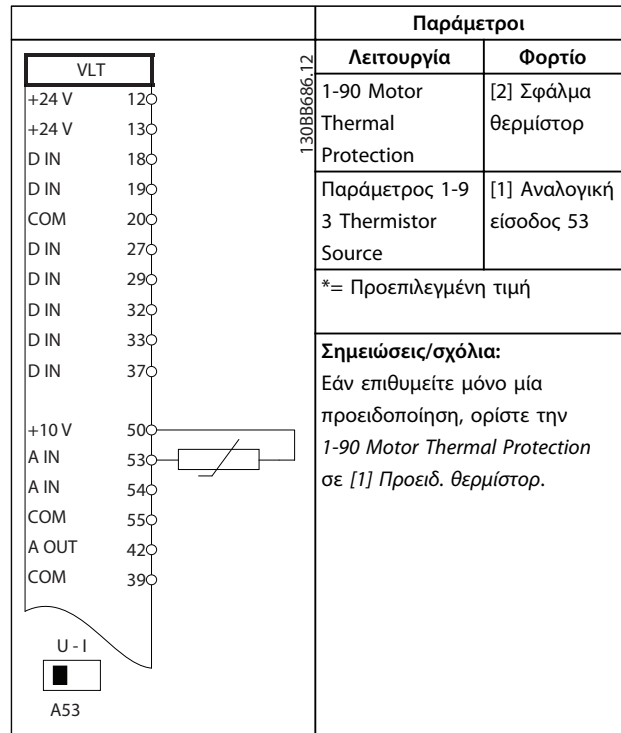 VLT
+24 V 12
+24 V 13
D IN 18
D IN 19
COM 20
D IN 27
D IN 29
D IN 32
D IN 33
D IN 37
+10 V 50
A IN 53
A IN 54
COM 55
A OUT 42
COM 39
U - I
A53
130BB686.12
Παράμετροι
Λειτουργία Φορτίο
1-90 Motor
Thermal
Protection
[2] Σφάλμα
θερμίστορ
Παράμετρος 1-9
3 Thermistor
Source
[1] Αναλογική
είσοδος 53
*= Προεπιλεγμένη τιμή
Σημειώσεις/σχόλια:
Εάν επιθυμείτε μόνο μία
προειδοποίηση, ορίστε την
1-90 Motor Thermal Protection
σε [1] Προειδ. θερμίστορ.